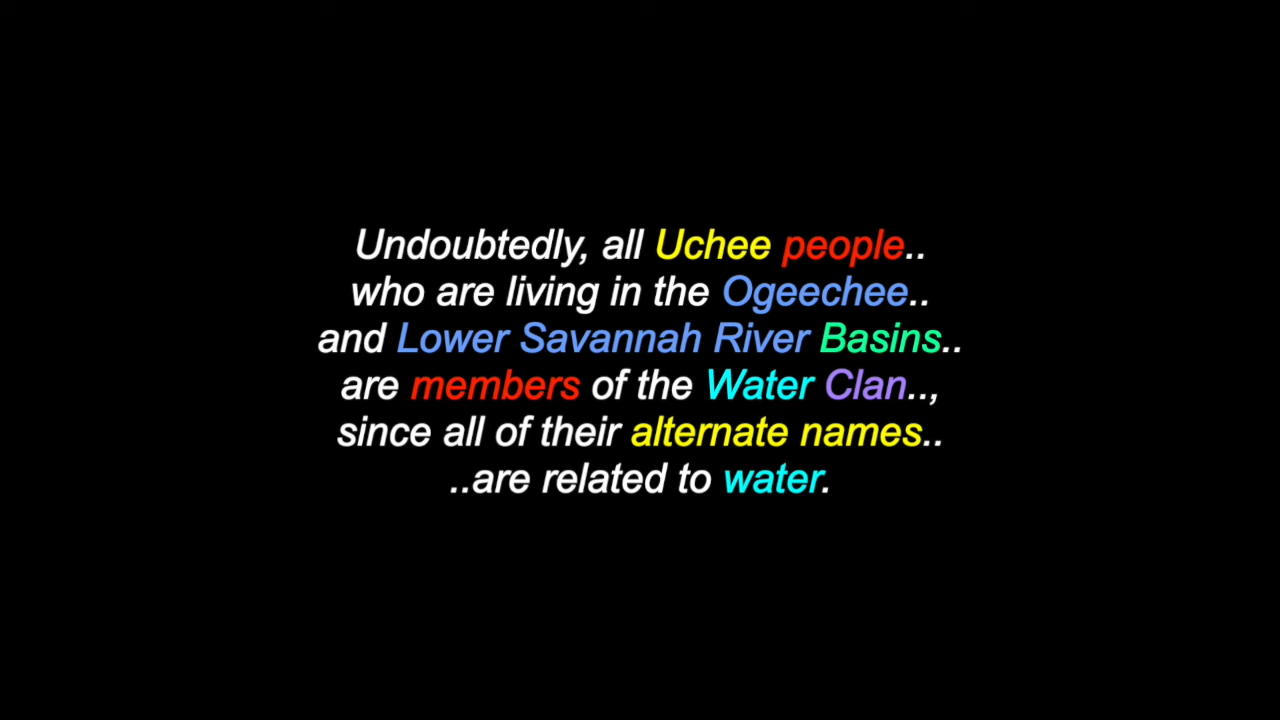 Undoubtedly, all Uchee people..
who are living in the Ogeechee..
and Lower Savannah River Basins..
are members of the Water Clan..,
since all of their alternate names..
..are related to water.